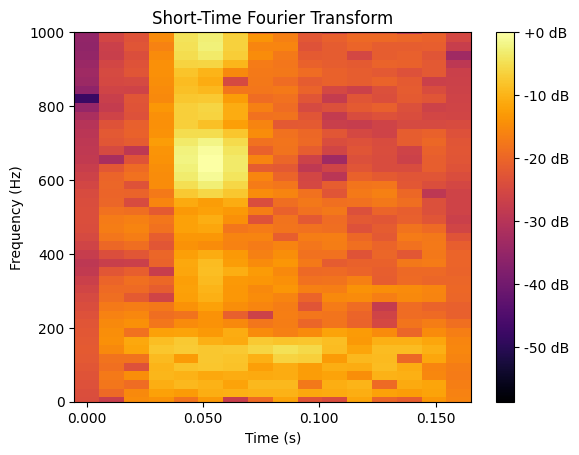 Short-Time Fourier Transform
1000
800
600
400
200
0
Frequency (Hz)
0.000
0.050
0.100
0.150
Time (s)
+0 dB
-10 dB
-20 dB
-30 dB
-40 dB
-50 dB